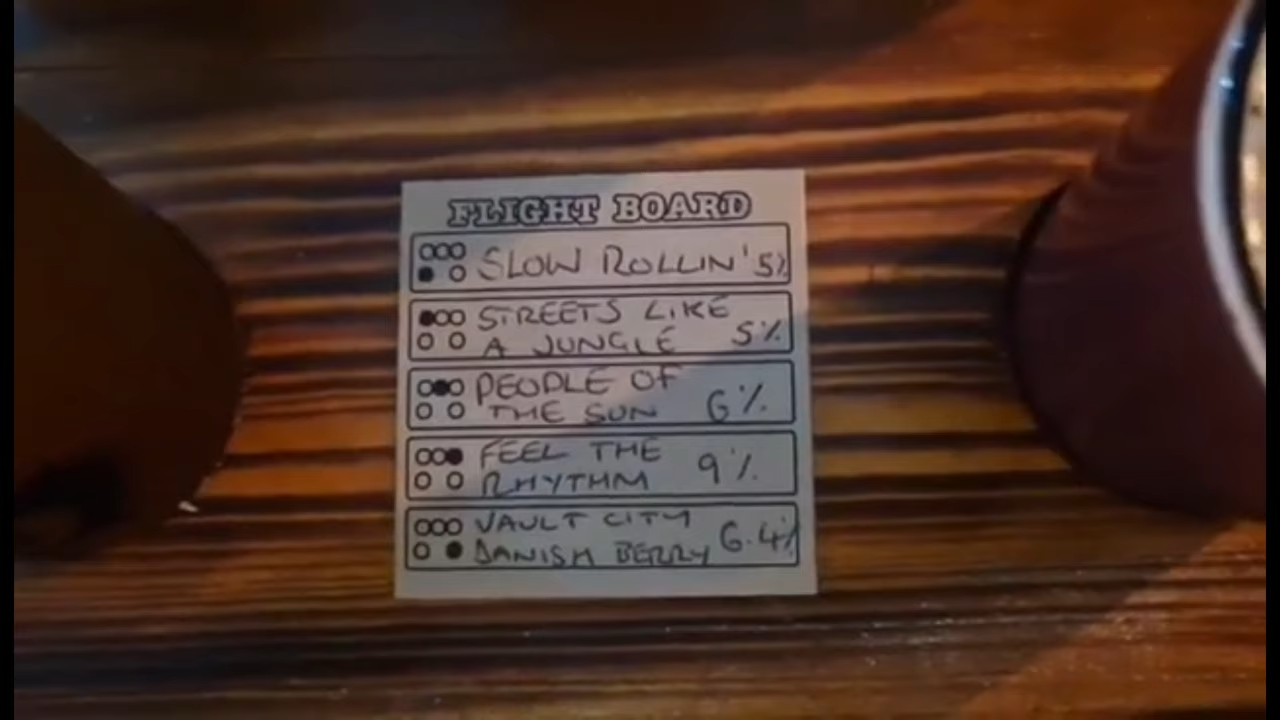 FLIGHT BOARD
SLOW ROLLIN' 5%
STREETS LIKE
A JUNGLE 5%
PEOPLE OF
THE SUN 6%
FEEL THE
RHYTHM 9%
VAULT CITY
DANISH BERRY 6.4%